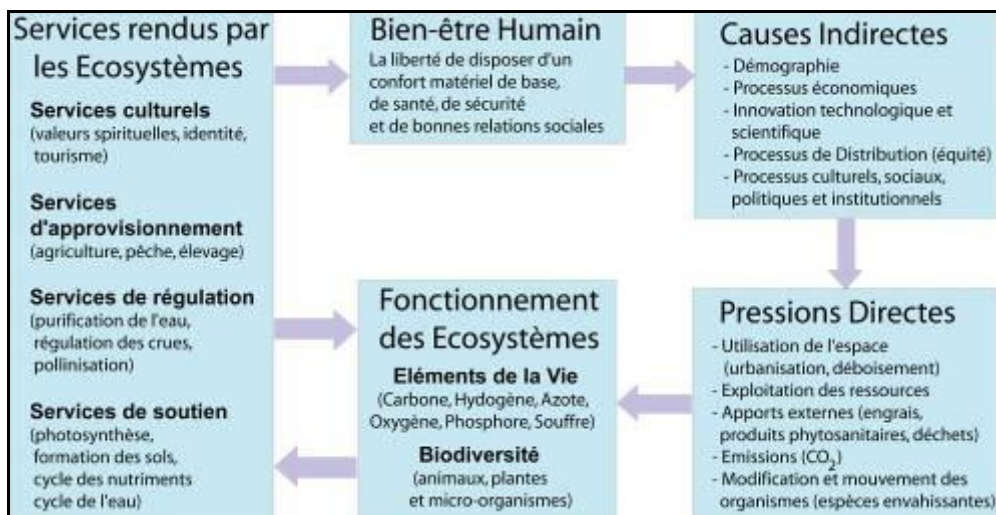 Services rendus par
les Ecosystèmes
Services culturels
(valeurs spirituelles, identité,
tourisme)
Services
d'approvisionnement
(agriculture, pêche, élevage)
Services de régulation
(purification de l'eau,
régulation des crues,
pollinisation)
Services de soutien
(photosynthèse,
formation des sols,
cycle des nutriments
cycle de l'eau)
Bien-être Humain
La liberté de disposer d'un
confort matériel de base,
de santé, de sécurité
et de bonnes relations sociales
Causes Indirectes
- Démographie
- Processus économiques
- Innovation technologique et
scientifique
- Processus de Distribution (équité)
- Processus culturels, sociaux,
politiques et institutionnels
Fonctionnement
des Ecosystèmes
Eléments de la Vie
(Carbone, Hydogène, Azote,
Oxygène, Phosphore, Souffre)
Biodiversité
(animaux, plantes
et micro-organismes)
Pressions Directes
- Utilisation de l'espace
(urbanisation, déboisement)
- Exploitation des ressources
- Apports externes (engrais,
produits phytosanitaires, déchets)
- Emissions (CO₂)
- Modification et mouvement des
organismes (espèces envahissantes)